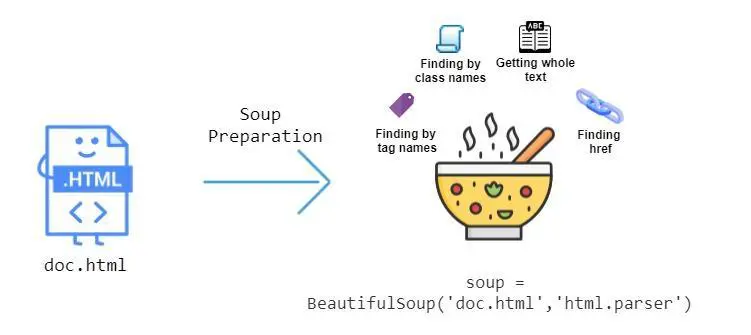 ABC
Finding by
class names
Getting whole
text
Soup
Preparation
Finding by
tag names
Finding
href
.HTML
<>
doc.html
soup =
BeautifulSoup('doc.html','html.parser')